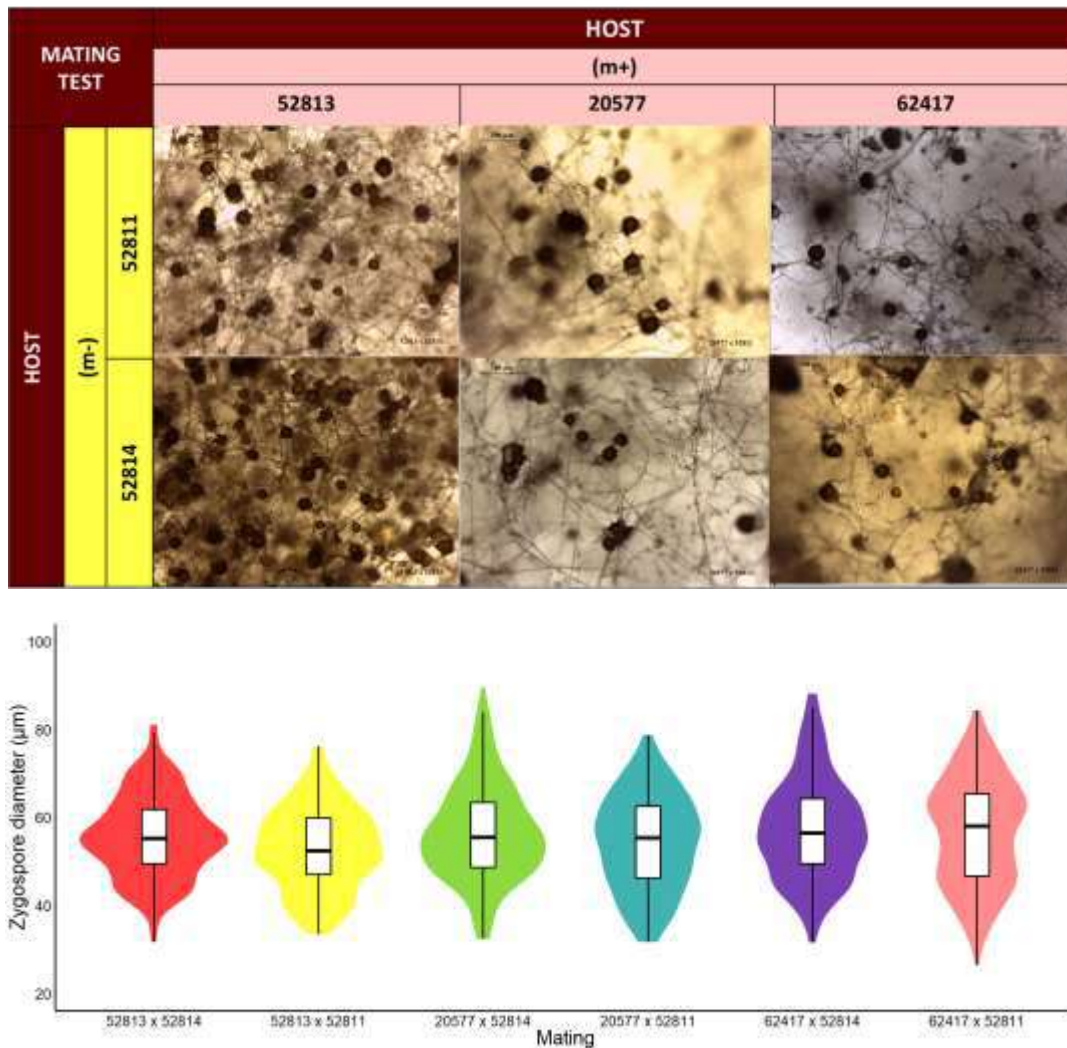 MATING
TEST
HOST
(m+)
52813
20577
62417
HOST
(m-)
52811
52814
Zygospore diameter (µm)
100
80
60
40
20
52813 x 52814
52813 x 52811
20577 x 52814
20577 x 52811
62417 x 52814
62417 x 52811
Mating